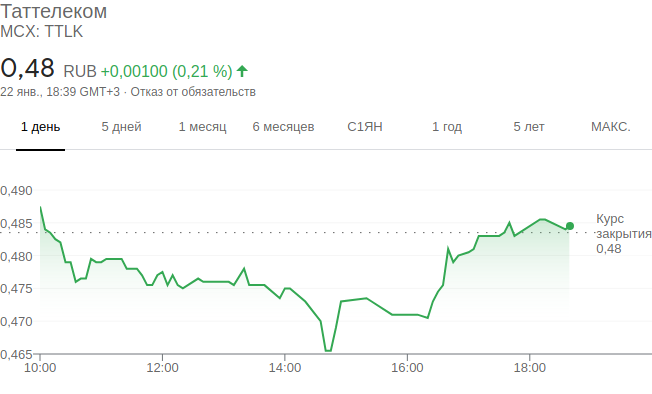 Таттелеком
MCX: TTLK
0,48 RUB +0,00100 (0,21 %)
22 янв., 18:39 GMT+3 · Отказ от обязательств
1 день 5 дней 1 месяц 6 месяцев С1ЯН 1 год 5 лет МАКС.
0,490
0,485
0,480
0,475
0,470
0,465
Курс
закрытия
0,48
10:00 12:00 14:00 16:00 18:00